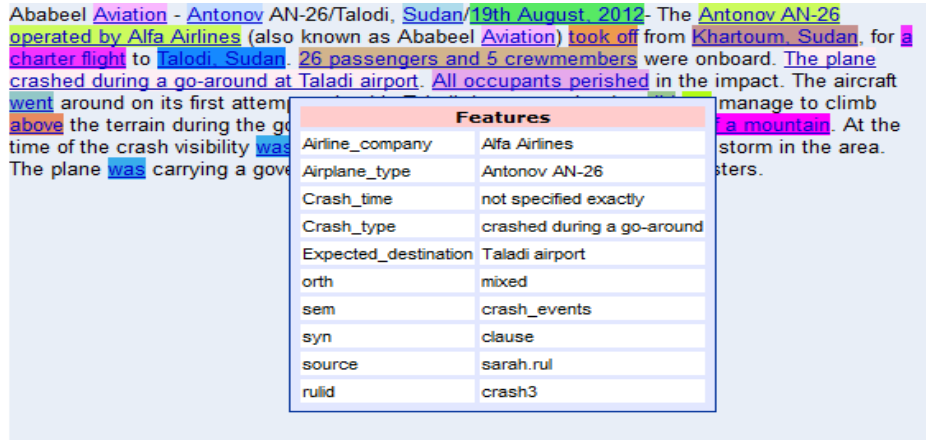 Ababeel Aviation - Antonov AN-26/Talodi, Sudan/19th August, 2012- The Antonov AN-26
operated by Alfa Airlines (also known as Ababeel Aviation) took off from Khartoum, Sudan, for a
charter flight to Talodi, Sudan. 26 passengers and 5 crewmembers were onboard. The plane
crashed during a go-around at Taladi airport. All occupants perished in the impact. The aircraft
went around on its first attem manage to climb
above the terrain during the go f a mountain. At the
time of the crash visibility was storm in the area.
The plane was carrying a gove sters.
Features
Airline_company Alfa Airlines
Airplane_type Antonov AN-26
Crash_time not specified exactly
Crash_type crashed during a go-around
Expected_destination Taladi airport
orth mixed
sem crash_events
syn clause
source sarah.rul
rulid crash3